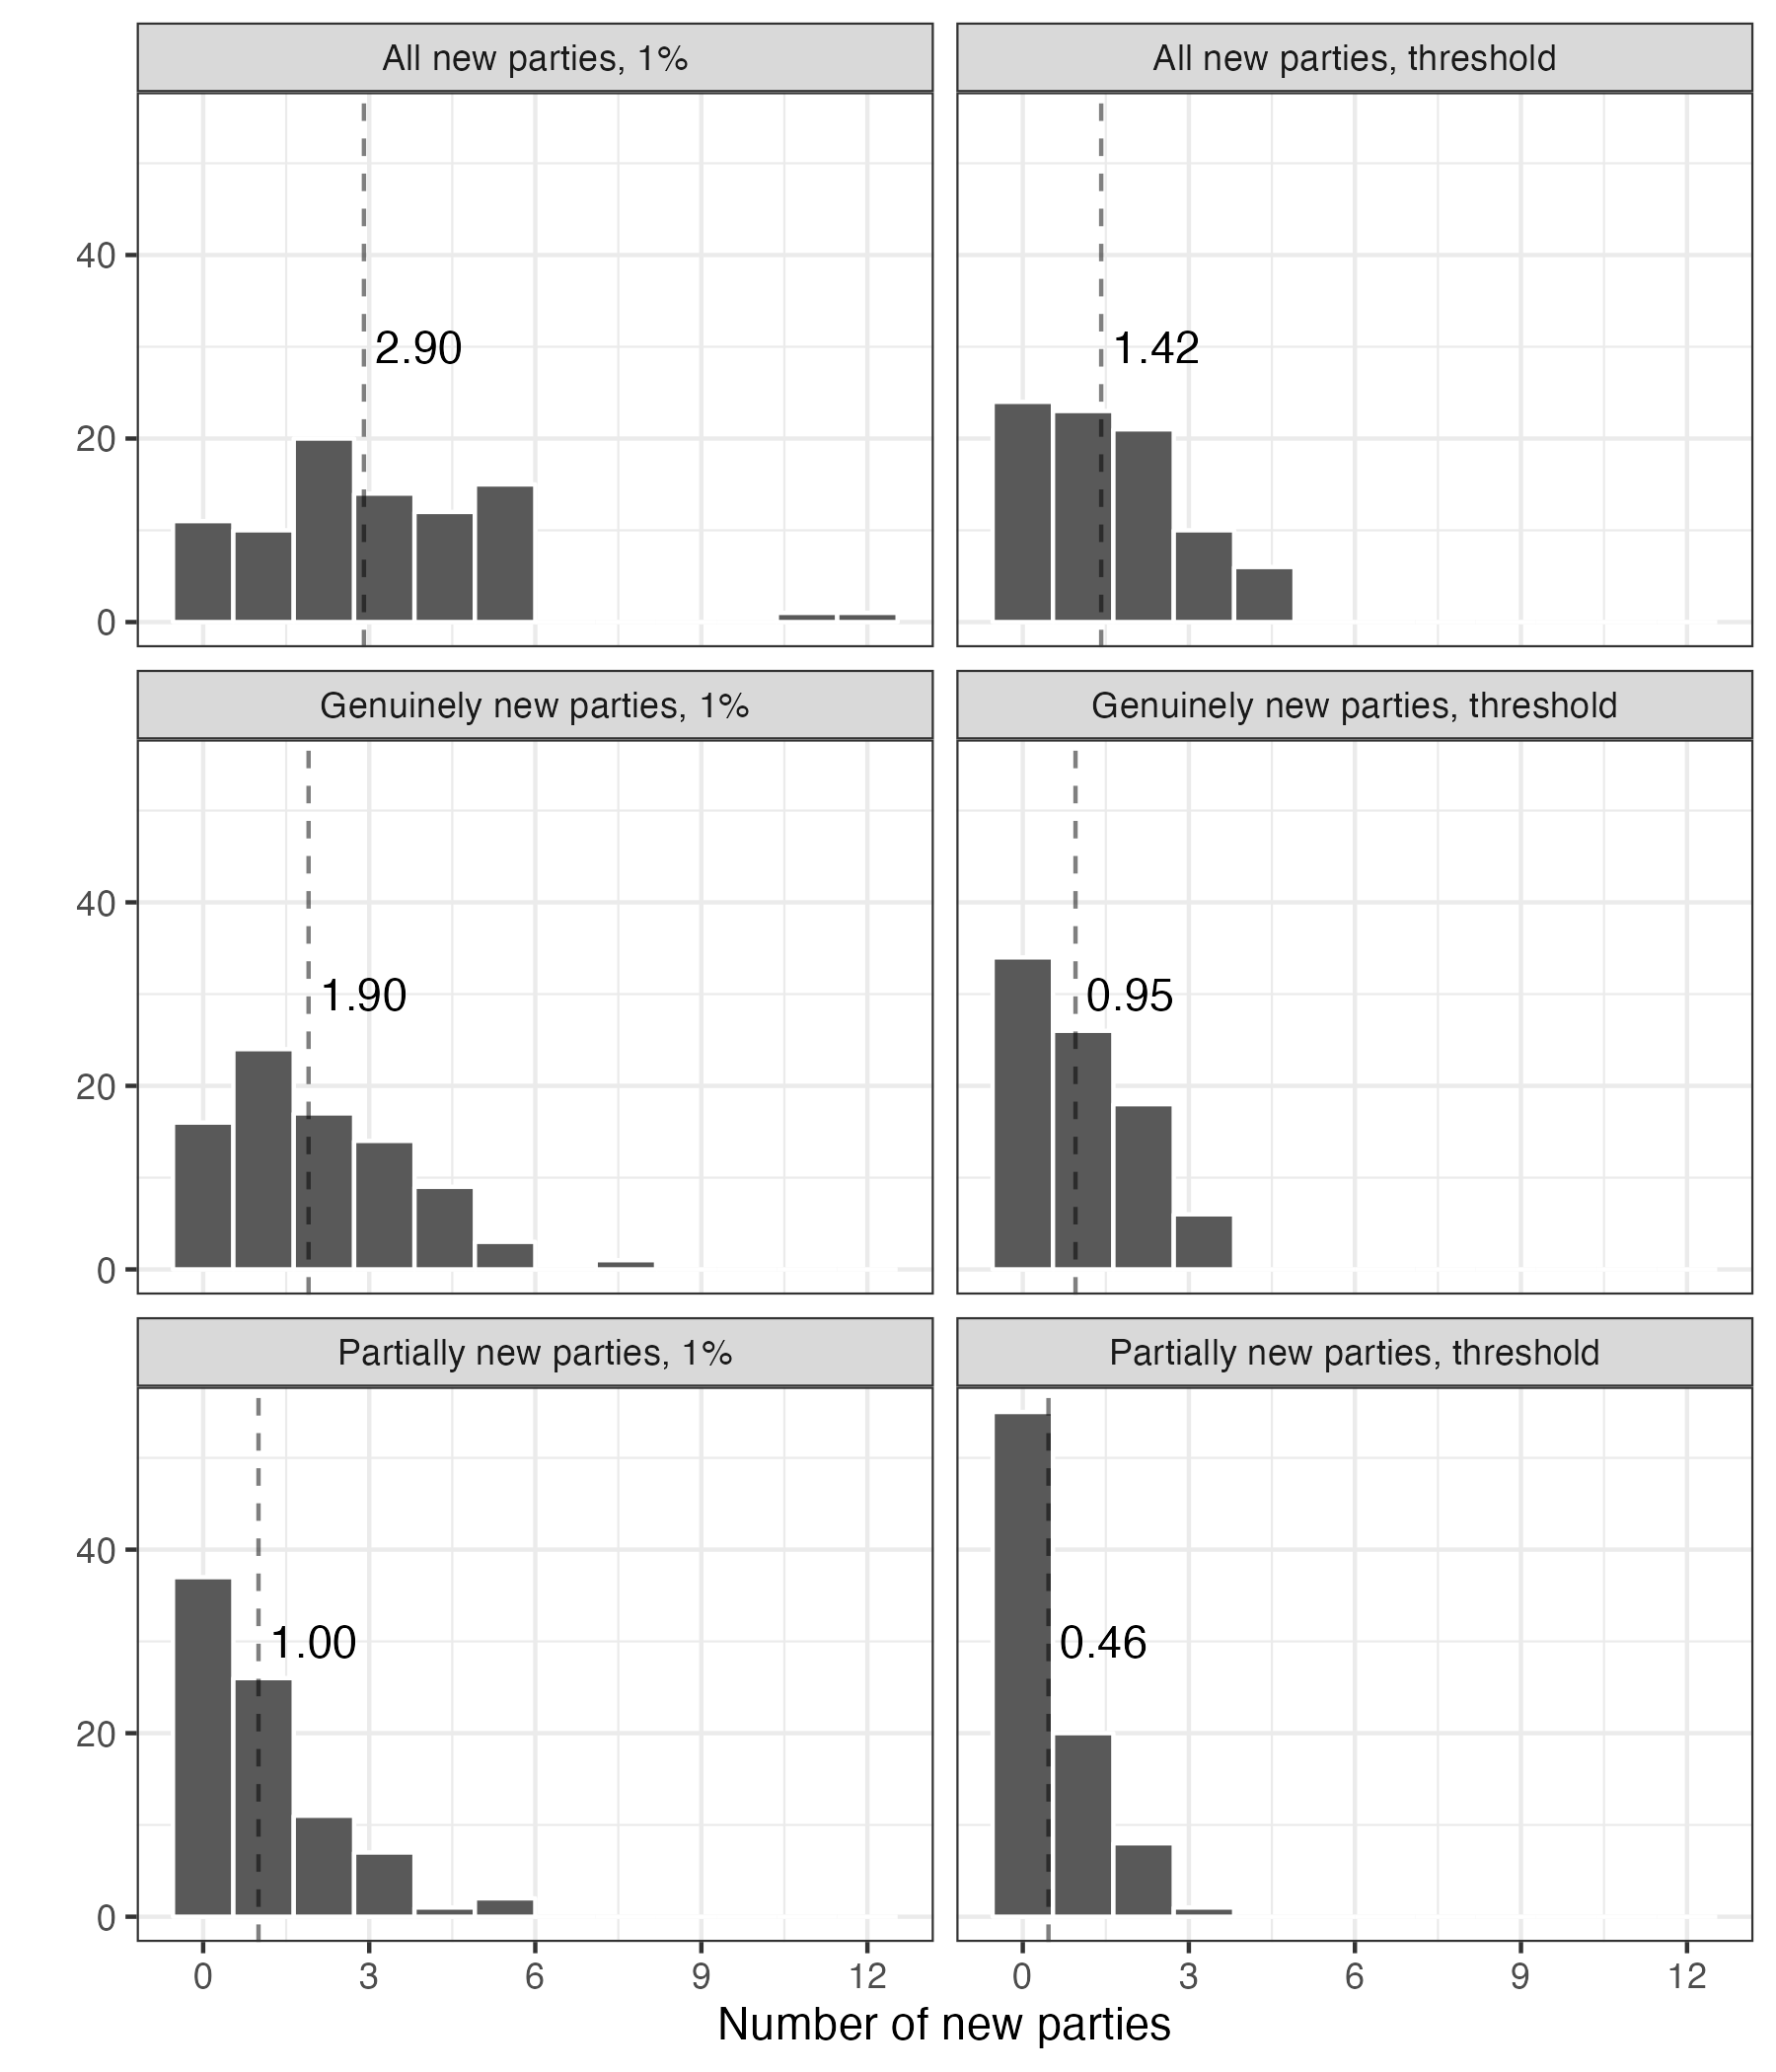 All new parties, 1%
All new parties, threshold
40
20
0
2.90
1.42
Genuinely new parties, 1%
Genuinely new parties, threshold
40
20
0
1.90
0.95
Partially new parties, 1%
Partially new parties, threshold
40
20
0
1.00
0.46
0 3 6 9 12
0 3 6 9 12
Number of new parties